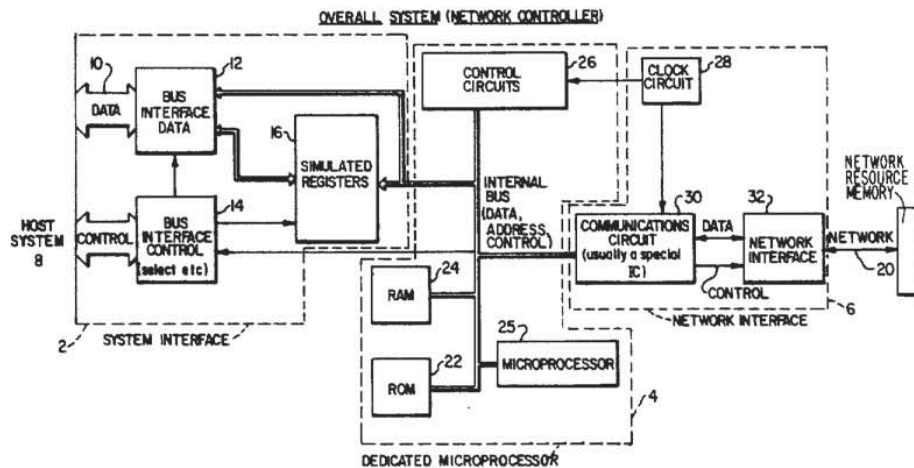 OVERALL SYSTEM (NETWORK CONTROLLER)
10
DATA
12
BUS
INTERFACE
DATA
16
SIMULATED
REGISTERS
26
CONTROL
CIRCUITS
28
CLOCK
CIRCUIT
HOST
SYSTEM
8
CONTROL
14
BUS
INTERFACE
CONTROL
(select etc)
INTERNAL
BUS
(DATA,
ADDRESS,
CONTROL)
30
COMMUNICATIONS
CIRCUIT
(usually a special
IC)
DATA
CONTROL
32
NETWORK
INTERFACE
NETWORK
20
NETWORK
RESOURCE
MEMORY
6
NETWORK INTERFACE
2
SYSTEM INTERFACE
24
RAM
22
ROM
25
MICROPROCESSOR
4
DEDICATED MICROPROCESSOR